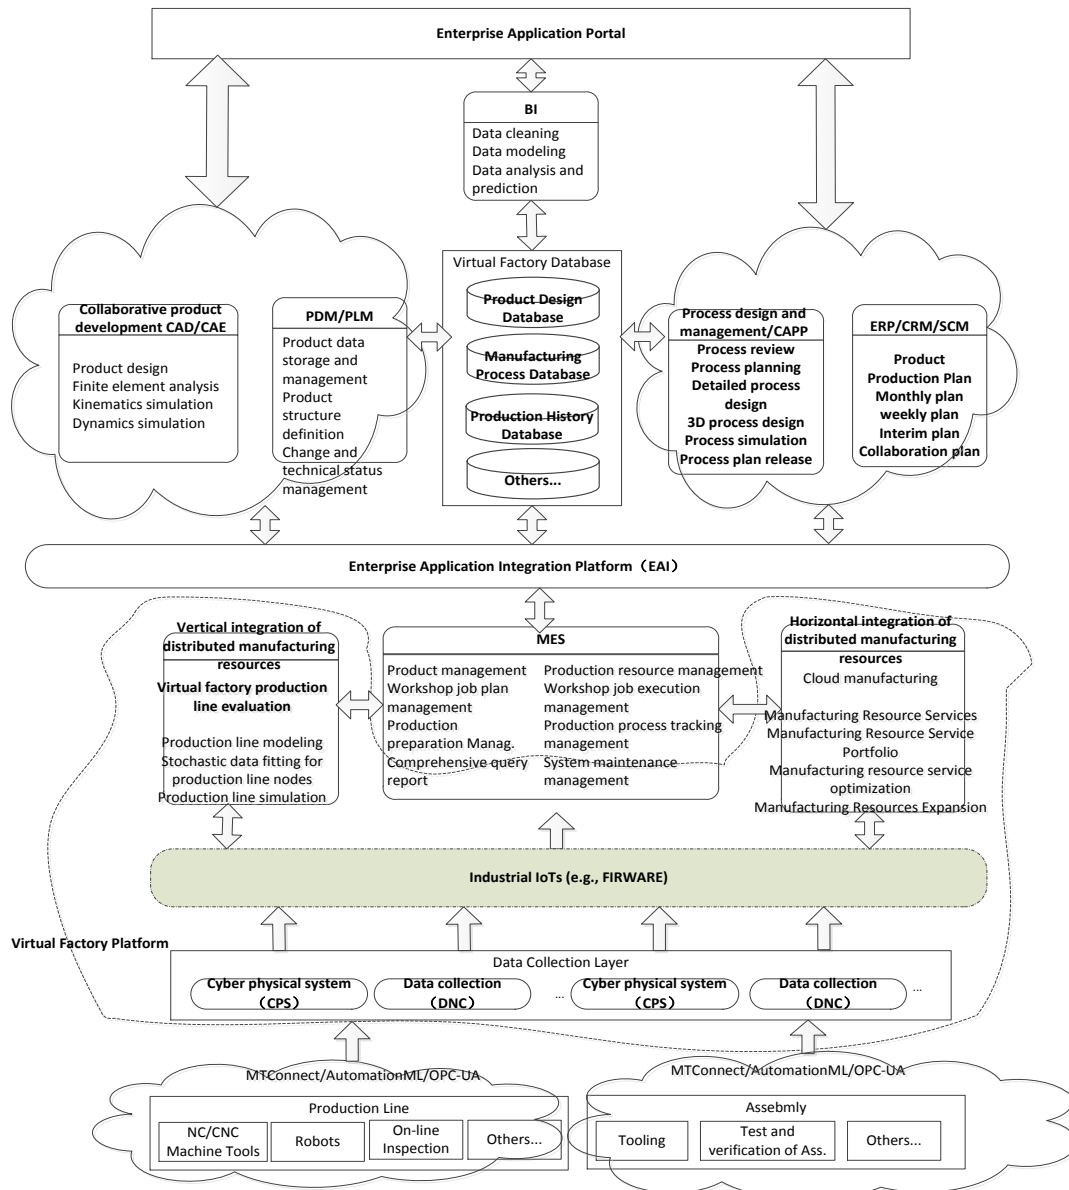 Enterprise Application Portal
BI
Data cleaning
Data modeling
Data analysis and
prediction
Virtual Factory Database
Product Design
Database
Manufacturing
Process Database
Production History
Database
Others...
Collaborative product
development CAD/CAE
Product design
Finite element analysis
Kinematics simulation
Dynamics simulation
PDM/PLM
Product data
storage and
management
Product
structure
definition
Change and
technical status
management
Process design and
management/CAPP
Process review
Process planning
Detailed process
design
3D process design
Process simulation
Process plan release
ERP/CRM/SCM
Product
Production Plan
Monthly plan
weekly plan
Interim plan
Collaboration plan
Enterprise Application Integration Platform（EAI）
Vertical integration of
distributed manufacturing
resources
Virtual factory production
line evaluation
Production line modeling
Stochastic data fitting for
production line nodes
Production line simulation
MES
Product management
Workshop job plan
management
Production
preparation Manag.
Comprehensive query
report
Production resource management
Workshop job execution
management
Production process tracking
management
System maintenance
management
Horizontal integration of
distributed manufacturing
resources
Cloud manufacturing
Manufacturing Resource Services
Manufacturing Resource Service
Portfolio
Manufacturing resource service
optimization
Manufacturing Resources Expansion
Industrial IoTs (e.g., FIRWARE)
Virtual Factory Platform
Data Collection Layer
Cyber physical system
（CPS）
Data collection
（DNC）
...
Cyber physical system
（CPS）
Data collection
（DNC）
...
MTConnect/AutomationML/OPC-UA
Production Line
NC/CNC
Machine Tools
Robots
On-line
Inspection
Others...
MTConnect/AutomationML/OPC-UA
Assebmly
Tooling
Test and
verification of Ass.
Others...